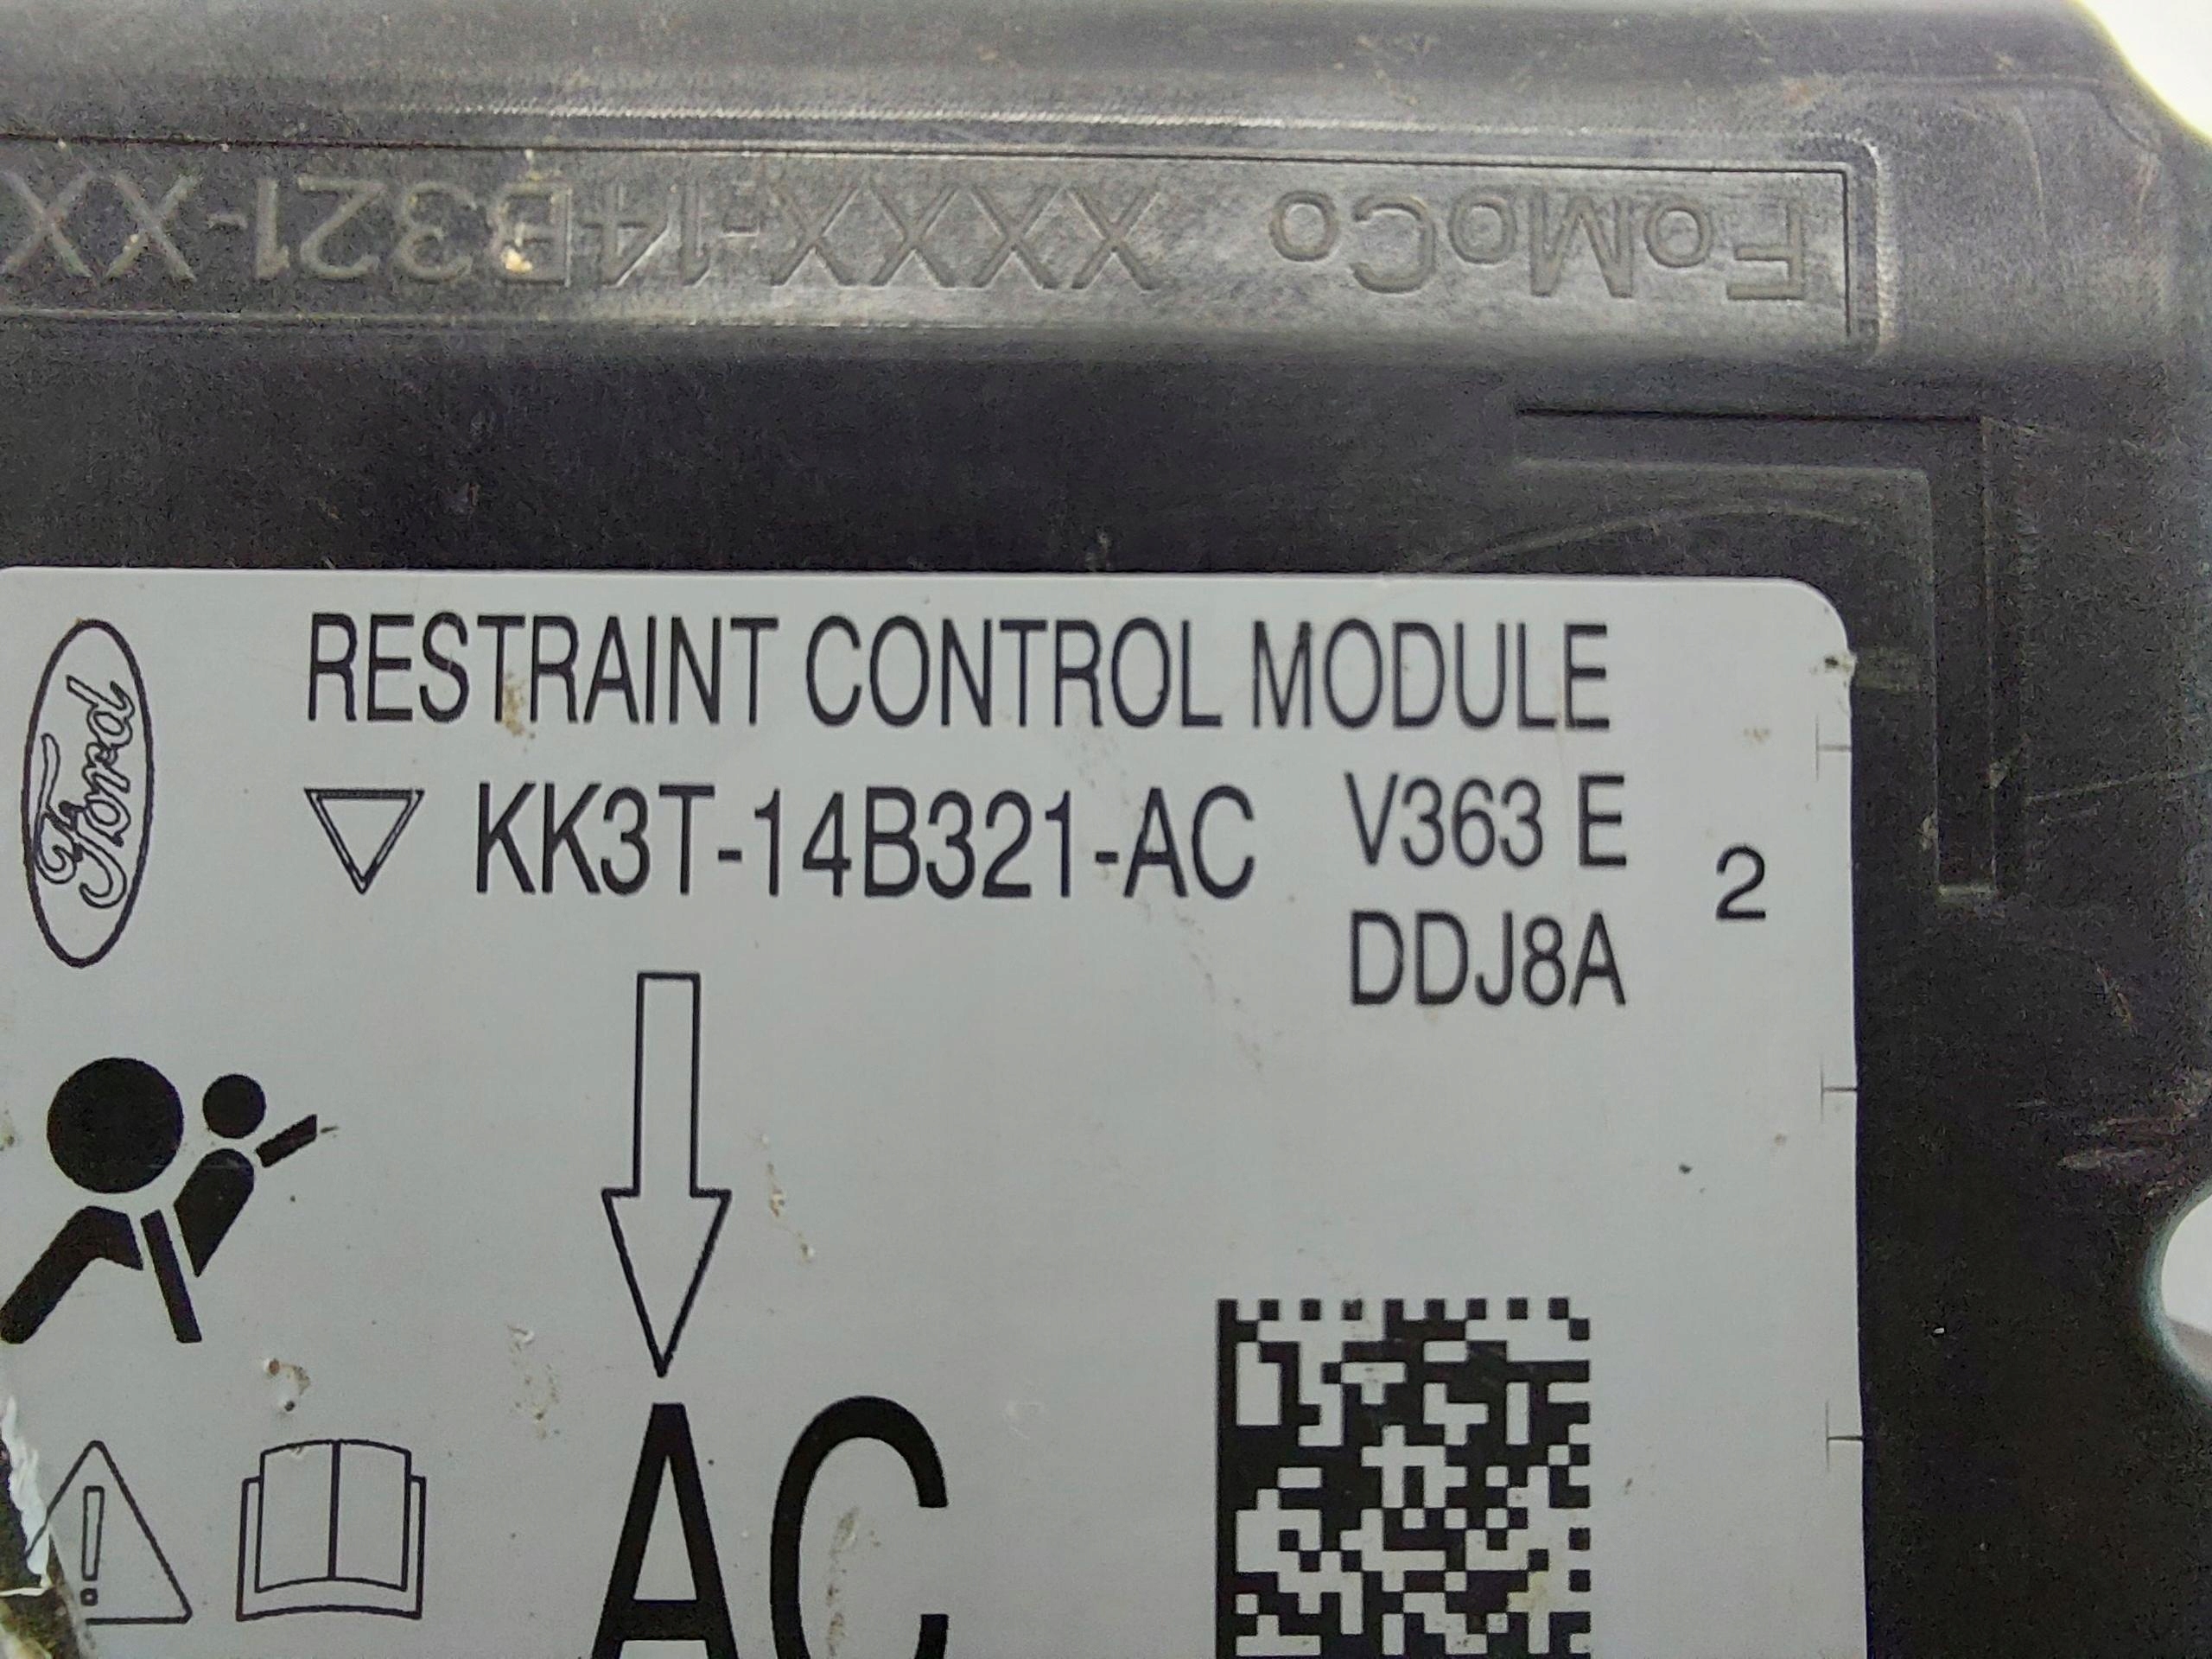 FoMoCo XXXX-14B321-XX
Ford
RESTRAINT CONTROL MODULE
KK3T-14B321-AC
V363 E
DDJ8A
2
AC